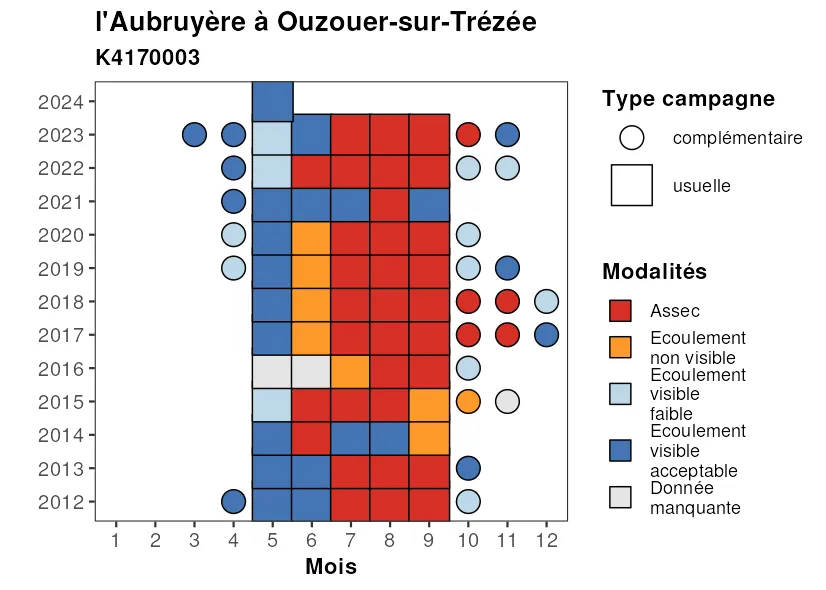 l'Aubruyère à Ouzouer-sur-Trézée
K4170003
2024
2023
2022
2021
2020
2019
2018
2017
2016
2015
2014
2013
2012
1 2 3 4 5 6 7 8 9 10 11 12
Mois
Type campagne
complémentaire
usuelle
Modalités
Assec
Ecoulement
non visible
Ecoulement
visible
faible
Ecoulement
visible
acceptable
Donnée
manquante